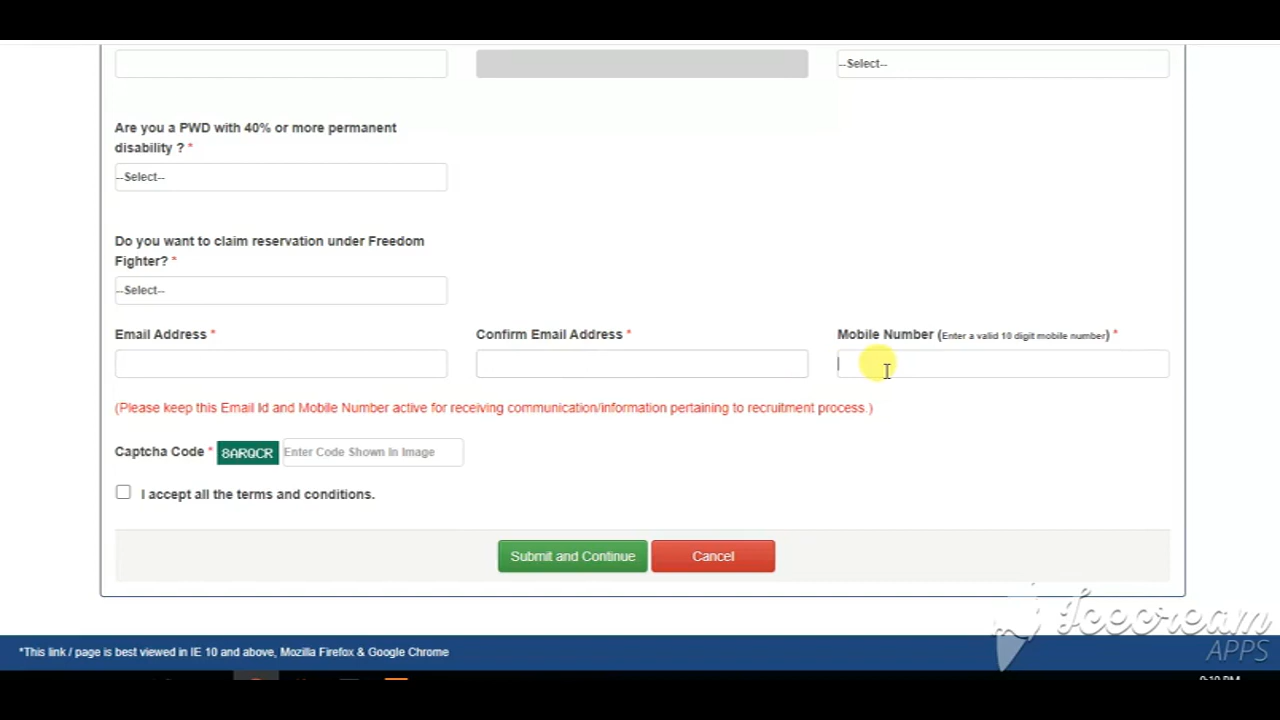 --Select--
Are you a PWD with 40% or more permanent
disability ? *
--Select--
Do you want to claim reservation under Freedom
Fighter? *
--Select--
Email Address *
Confirm Email Address *
Mobile Number (Enter a valid 10 digit mobile number) *
(Please keep this Email Id and Mobile Number active for receiving communication/information pertaining to recruitment process.)
Captcha Code * 8ARQCR Enter Code Shown In Image
I accept all the terms and conditions.
Submit and Continue
Cancel
Icecream
APPS
*This link / page is best viewed in IE 10 and above, Mozilla Firefox & Google Chrome